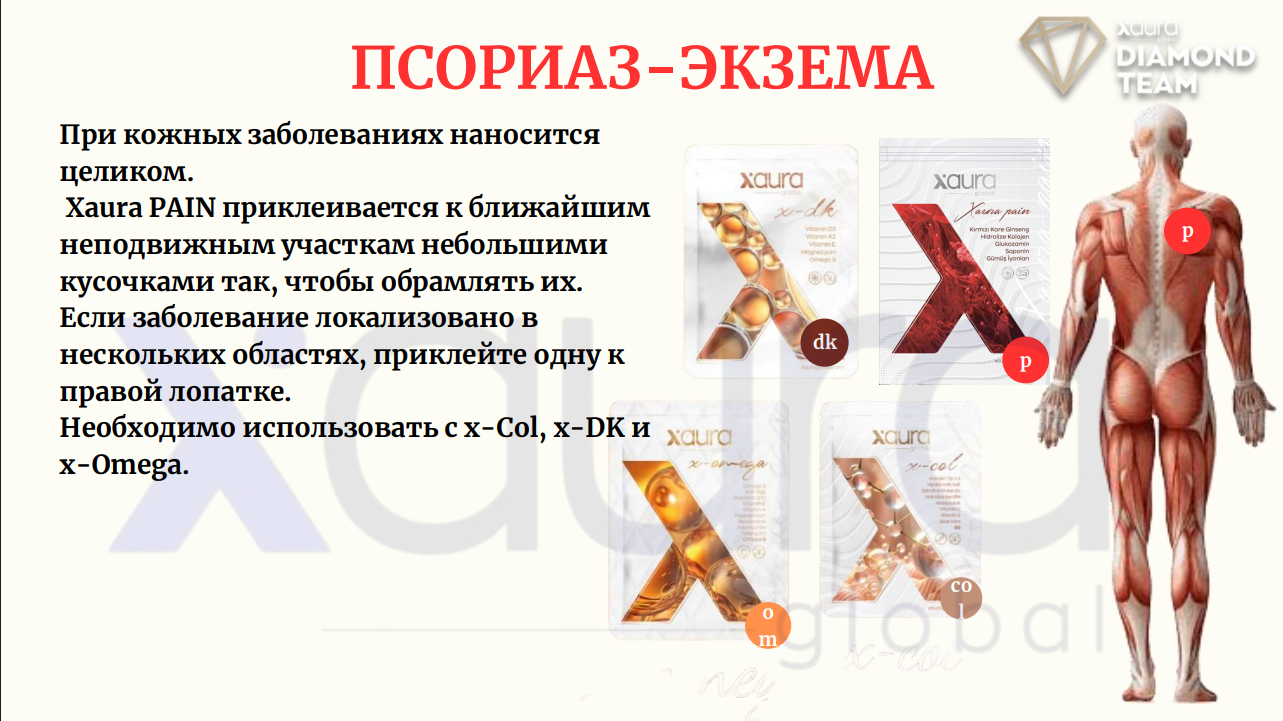 ПСОРИАЗ-ЭКЗЕМА
xaura
DIAMOND
TEAM
При кожных заболеваниях наносится
целиком.
Xaura PAIN приклеивается к ближайшим
неподвижным участкам небольшими
кусочками так, чтобы обрамлять их.
Если заболевание локализовано в
нескольких областях, приклейте одну к
правой лопатке.
Необходимо использовать с x-Col, x-DK и
x-Omega.
xaura
global
x-dk
Vitamin D3
Vitamin K2
Vitamin C
Magnezyum
Omega 9
dk
xaura
global
Xaura pain
Kırmızı Kore Ginseng
Hidrolize Kolajen
Glukozamin
Saponin
Gümüş İyonları
p
p
xaura
x-omega
om
xaura
x-col
col
xaura
global
x-col